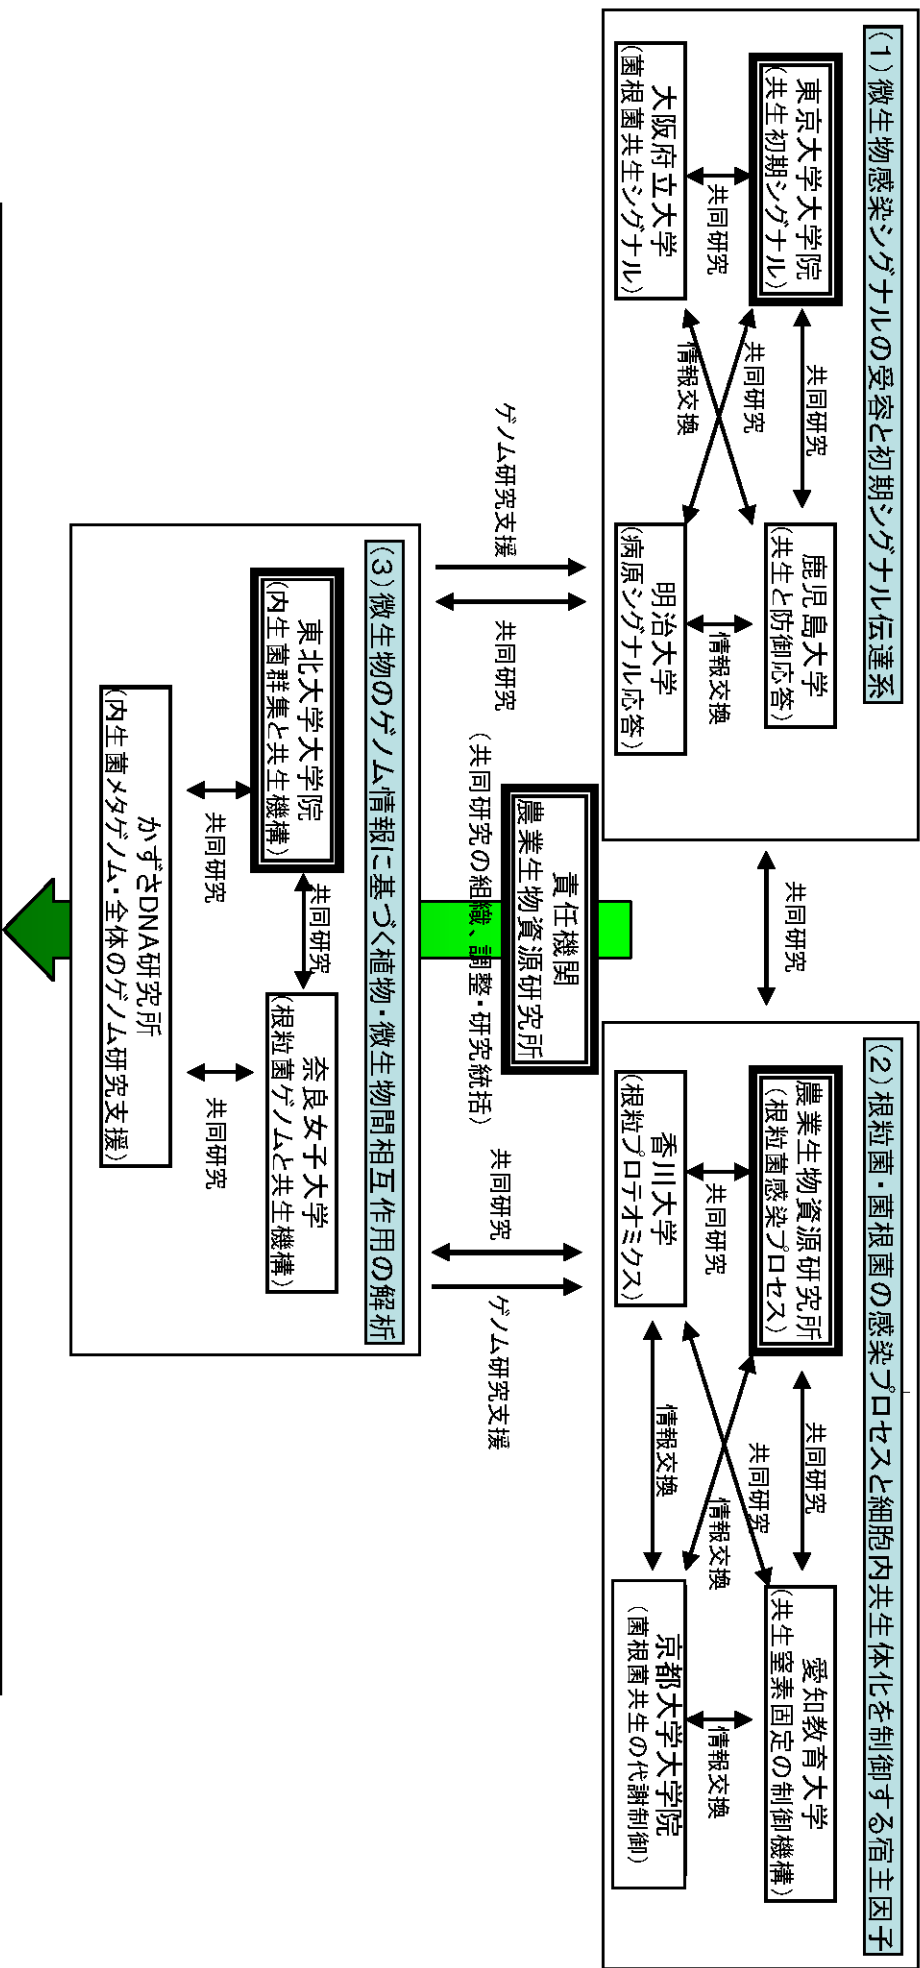 (1)微生物感染シグナルの受容と初期シグナル伝達系
東京大学大学院
(共生初期シグナル)
共同研究
鹿児島大学
(共生と防御応答)
共同研究
共同研究
情報交換
情報交換
大阪府立大学
(菌根菌共生シグナル)
明治大学
(病原シグナル応答)
共同研究
(2)根粒菌・菌根菌の感染プロセスと細胞内共生体化を制御する宿主因子
農業生物資源研究所
(根粒菌感染プロセス)
共同研究
愛知教育大学
(共生窒素固定の制御機構)
共同研究
共同研究
情報交換
情報交換
香川大学
(根粒プロテオミクス)
情報交換
京都大学大学院
(菌根菌共生の代謝制御)
責任機関
農業生物資源研究所
(共同研究の組織、調整・研究統括)
ゲノム研究支援
共同研究
共同研究
ゲノム研究支援
(3)微生物のゲノム情報に基づく植物・微生物間相互作用の解析
東北大学大学院
(内生菌群集と共生機構)
共同研究
奈良女子大学
(根粒菌ゲノムと共生機構)
共同研究
共同研究
かずさDNA研究所
(内生菌メタゲノム・全体のゲノム研究支援)